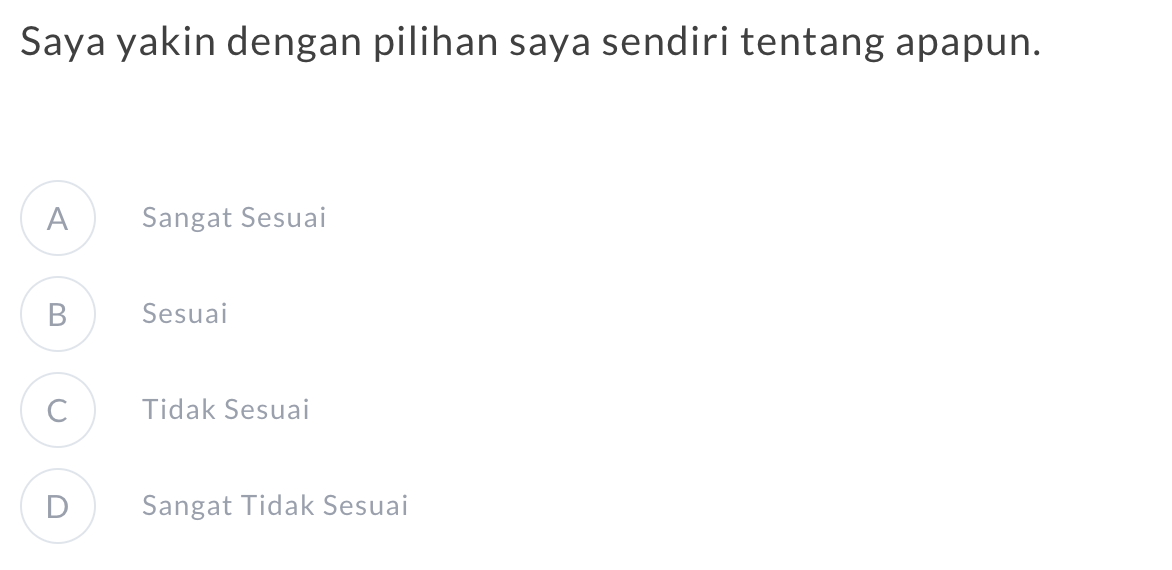 Saya yakin dengan pilihan saya sendiri tentang apapun.
A Sangat Sesuai
B Sesuai
C Tidak Sesuai
D Sangat Tidak Sesuai